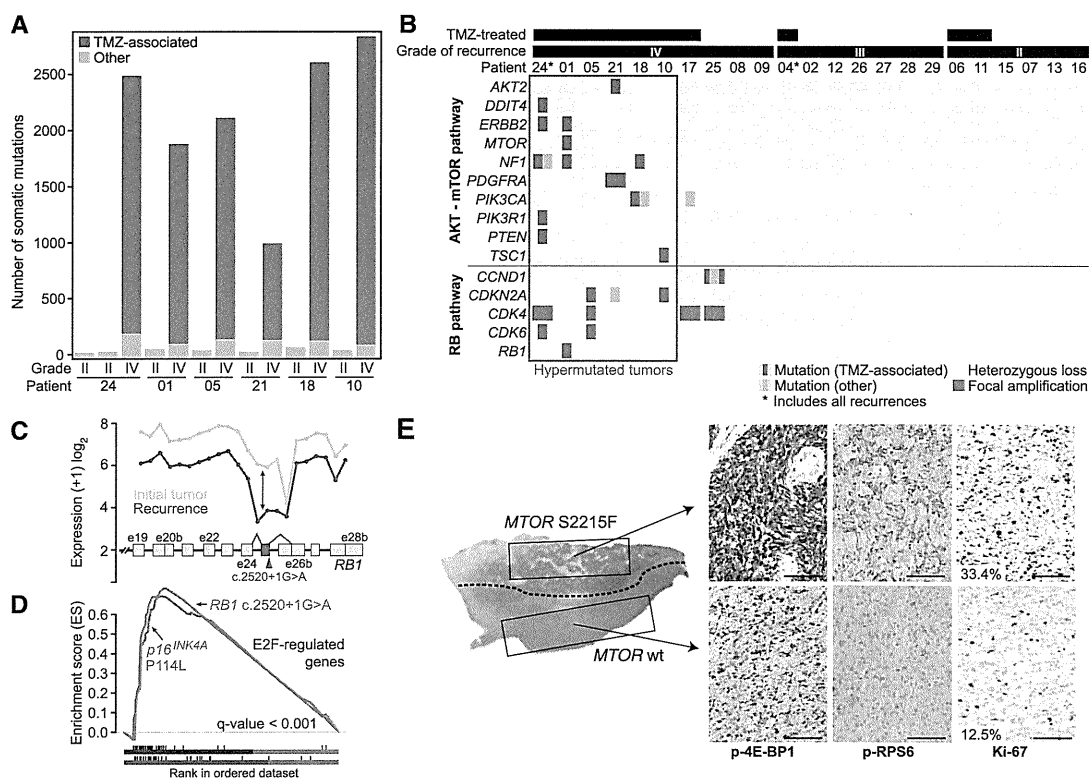 A
TMZ-associated
Other
Number of somatic mutations
2500
2000
1500
1000
500
0
Grade II II IV II IV II IV II IV II IV II IV
Patient 24 01 05 21 18 10
B
TMZ-treated
Grade of recurrence IV III II
Patient 24* 01 05 21 18 10 17 25 08 09 04* 02 12 26 27 28 29 06 11 15 07 13 16
AKT - mTOR pathway
AKT2
DDIT4
ERBB2
MTOR
NF1
PDGFRA
PIK3CA
PIK3R1
PTEN
TSC1
RB pathway
CCND1
CDKN2A
CDK4
CDK6
RB1
Hypermutated tumors
Mutation (TMZ-associated)
Mutation (other)
* Includes all recurrences
Heterozygous loss
Focal amplification
C
Expression (+1) log2
8
6
4
2
Initial tumor
Recurrence
e19 e20b e22 e28b
e24 e26b RB1
c.2520+1G>A
D
Enrichment score (ES)
0.6
0.5
0.4
0.3
0.2
0.1
0.0
RB1 c.2520+1G>A
p16INK4A
P114L
E2F-regulated
genes
q-value < 0.001
Rank in ordered dataset
E
MTOR S2215F
MTOR wt
33.4%
12.5%
p-4E-BP1 p-RPS6 Ki-67